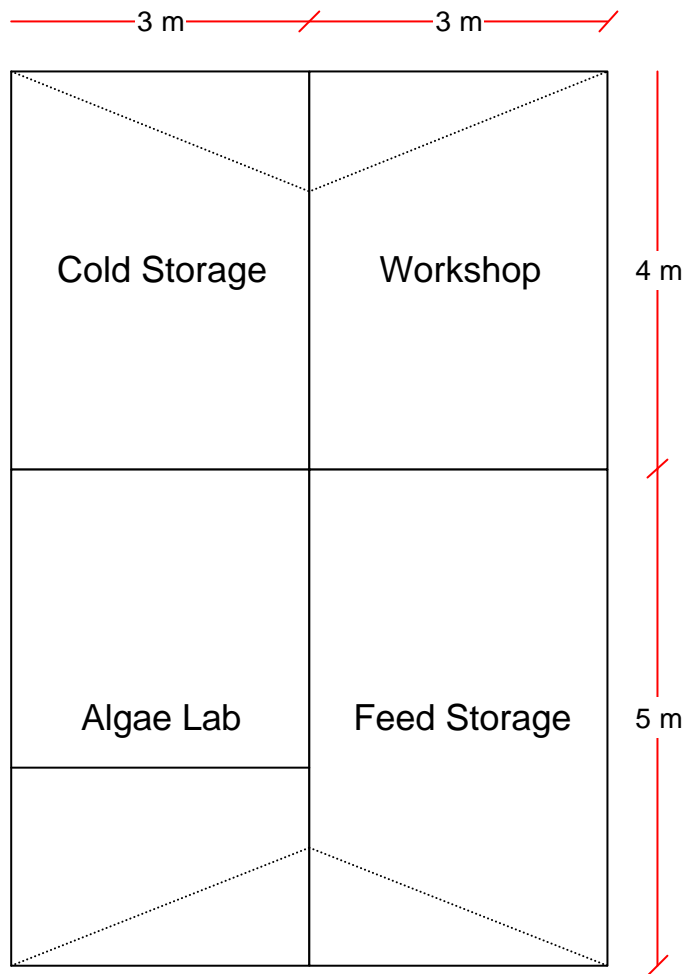 3 m
3 m
Cold Storage
Workshop
4 m
Algae Lab
Feed Storage
5 m